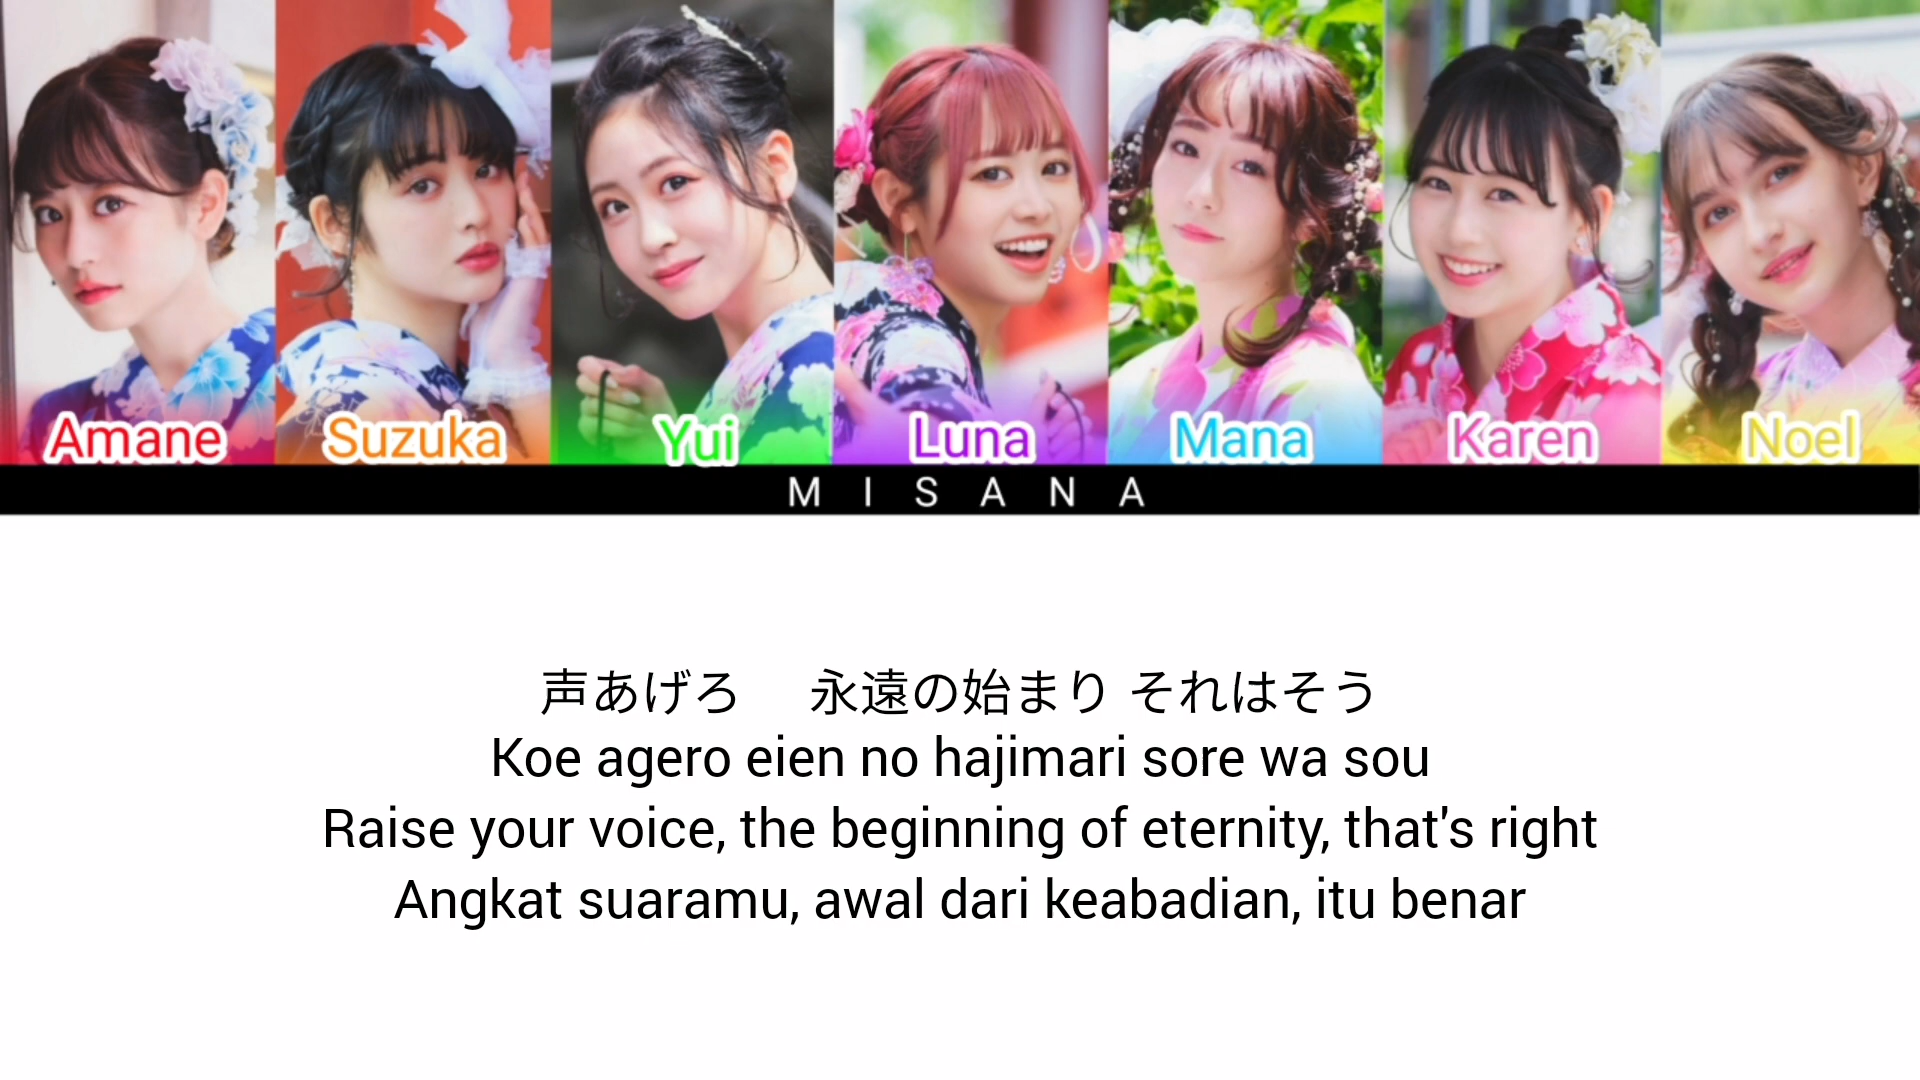 Amane Suzuka Yui Luna Mana Karen Noel
MISANA
声あげろ 永遠の始まり それはそう
Koe agero eien no hajimari sore wa sou
Raise your voice, the beginning of eternity, that's right
Angkat suaramu, awal dari keabadian, itu benar